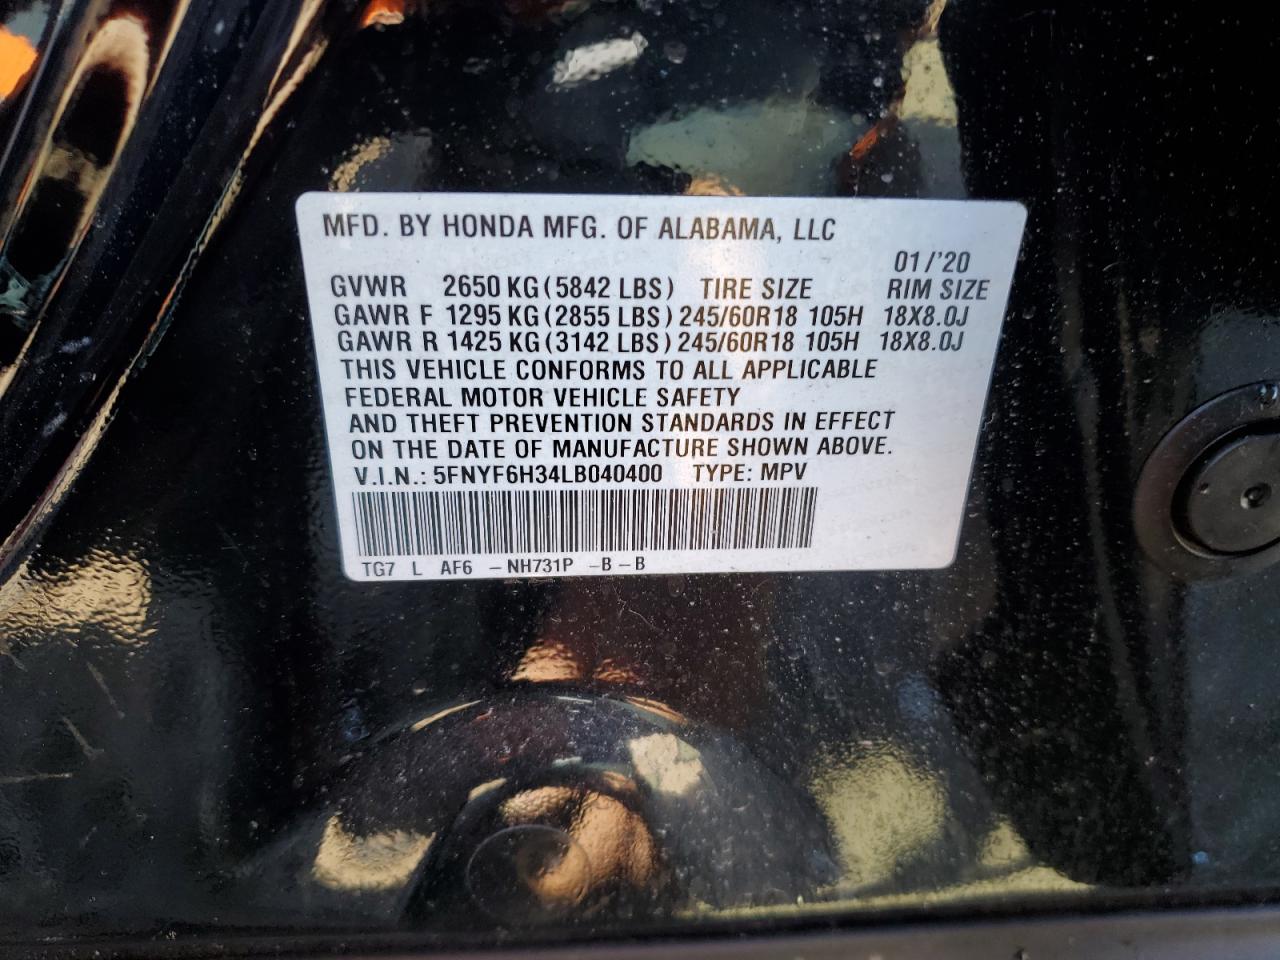 MFD. BY HONDA MFG. OF ALABAMA, LLC
01/'20
GVWR 2650 KG (5842 LBS) TIRE SIZE RIM SIZE
GAWR F 1295 KG (2855 LBS) 245/60R18 105H 18X8.0J
GAWR R 1425 KG (3142 LBS) 245/60R18 105H 18X8.0J
THIS VEHICLE CONFORMS TO ALL APPLICABLE
FEDERAL MOTOR VEHICLE SAFETY
AND THEFT PREVENTION STANDARDS IN EFFECT
ON THE DATE OF MANUFACTURE SHOWN ABOVE.
V.I.N.: 5FNYF6H34LB040400 TYPE: MPV
TG7 L AF6 -NH731P -B-B